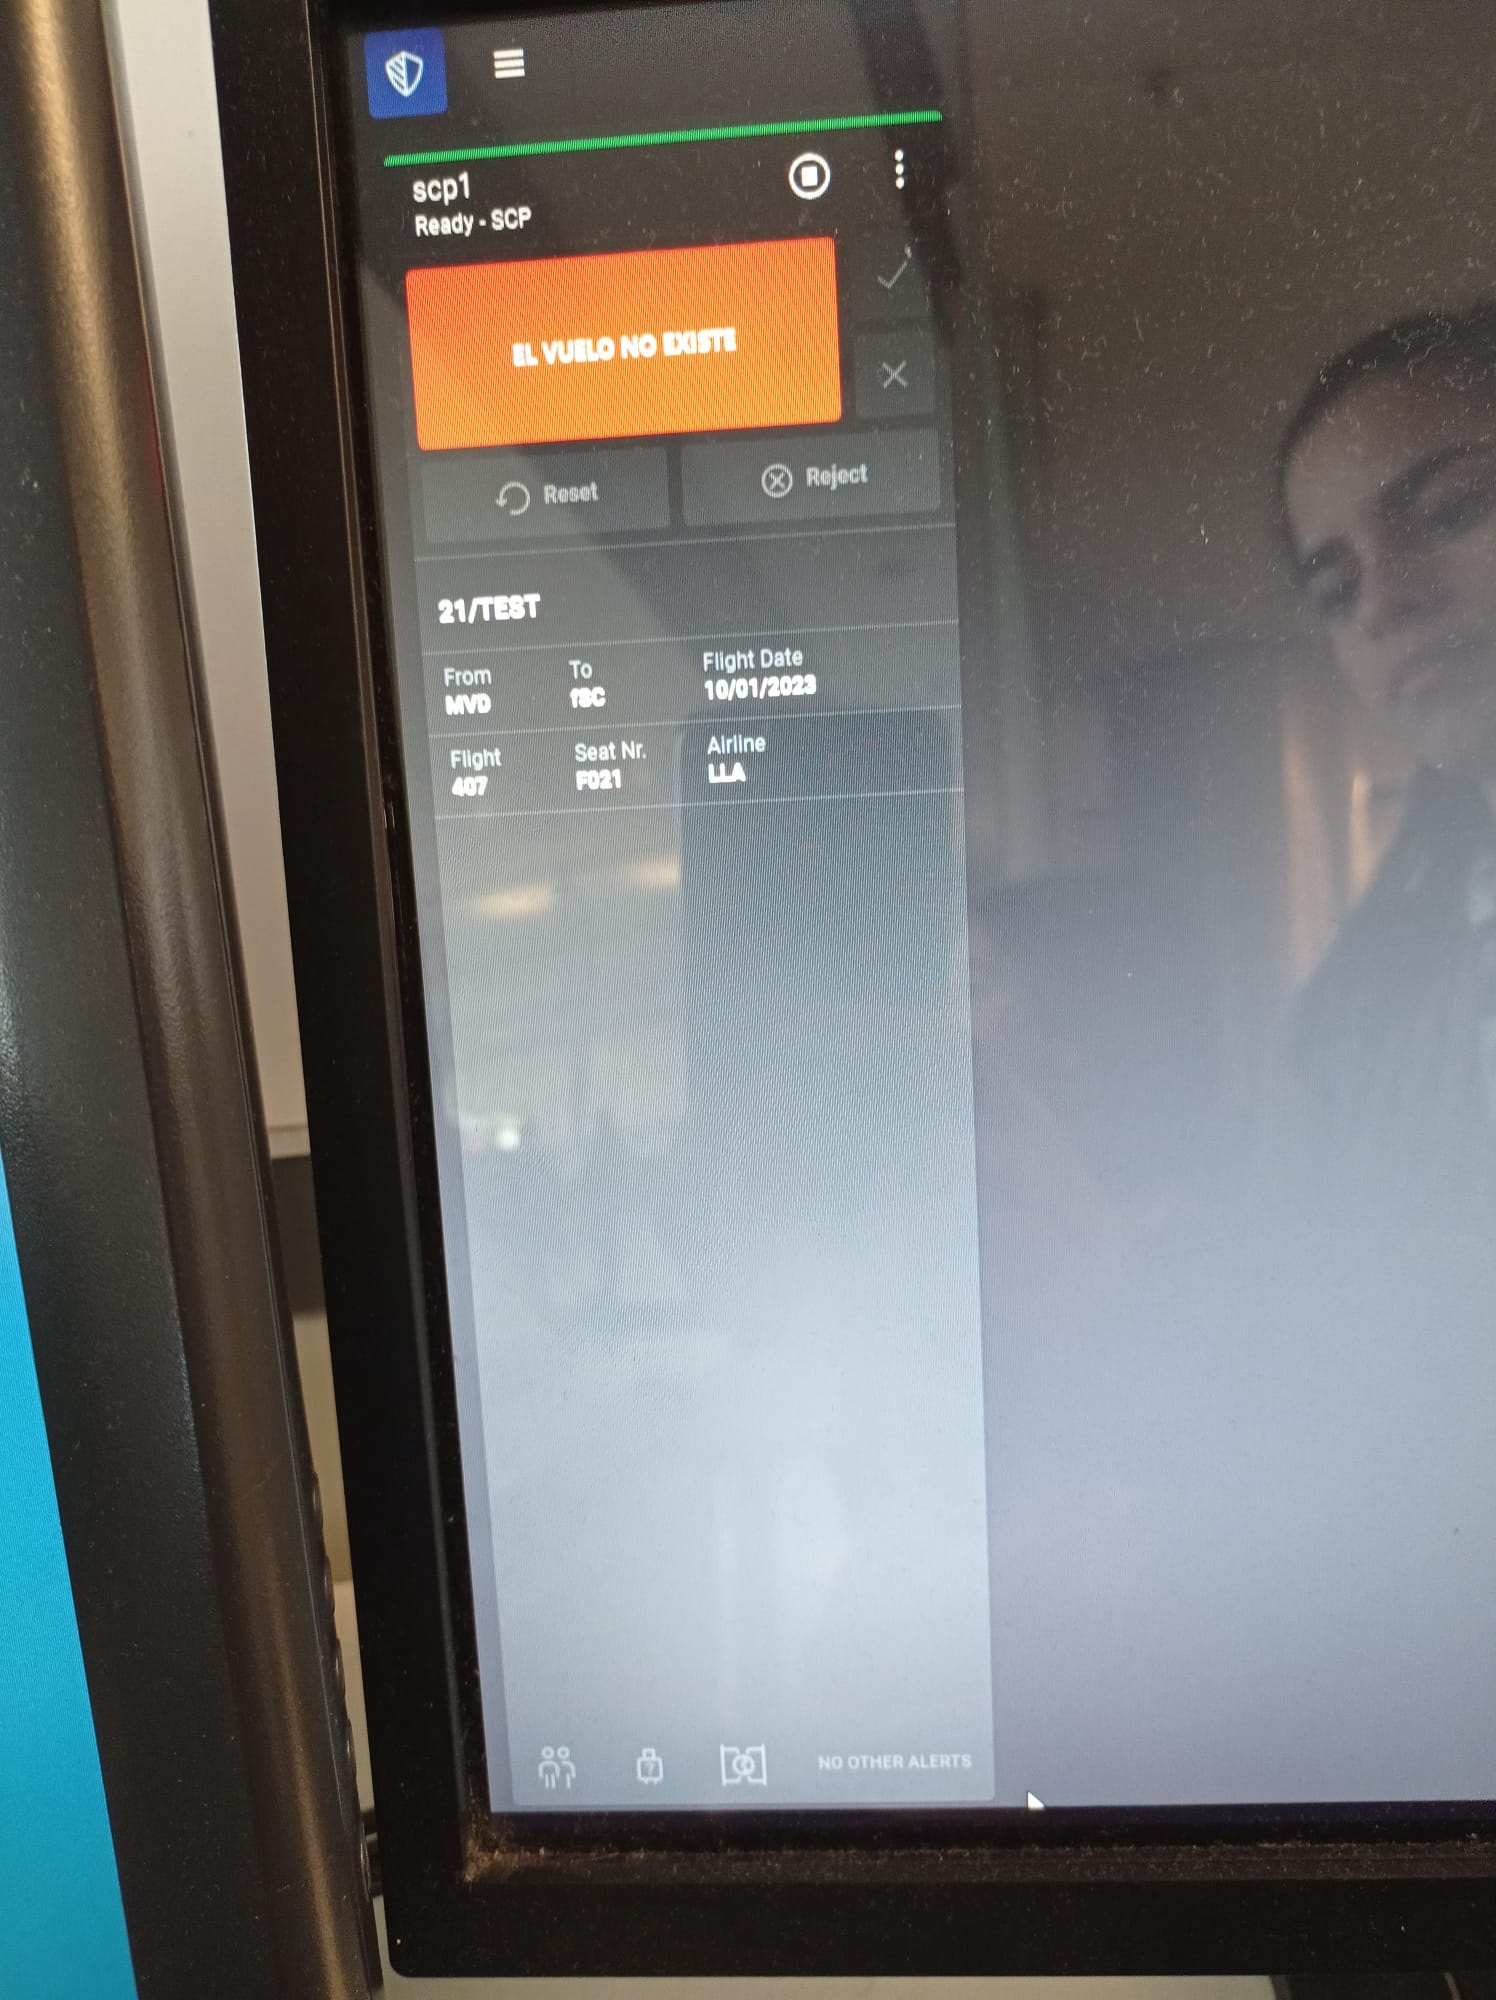 scp1
Ready - SCP
EL VUELO NO EXISTE
Reset
Reject
21/TEST
From To Flight Date
MVD fSC 10/01/2023
Flight Seat Nr. Airline
407 F021 LLA
NO OTHER ALERTS